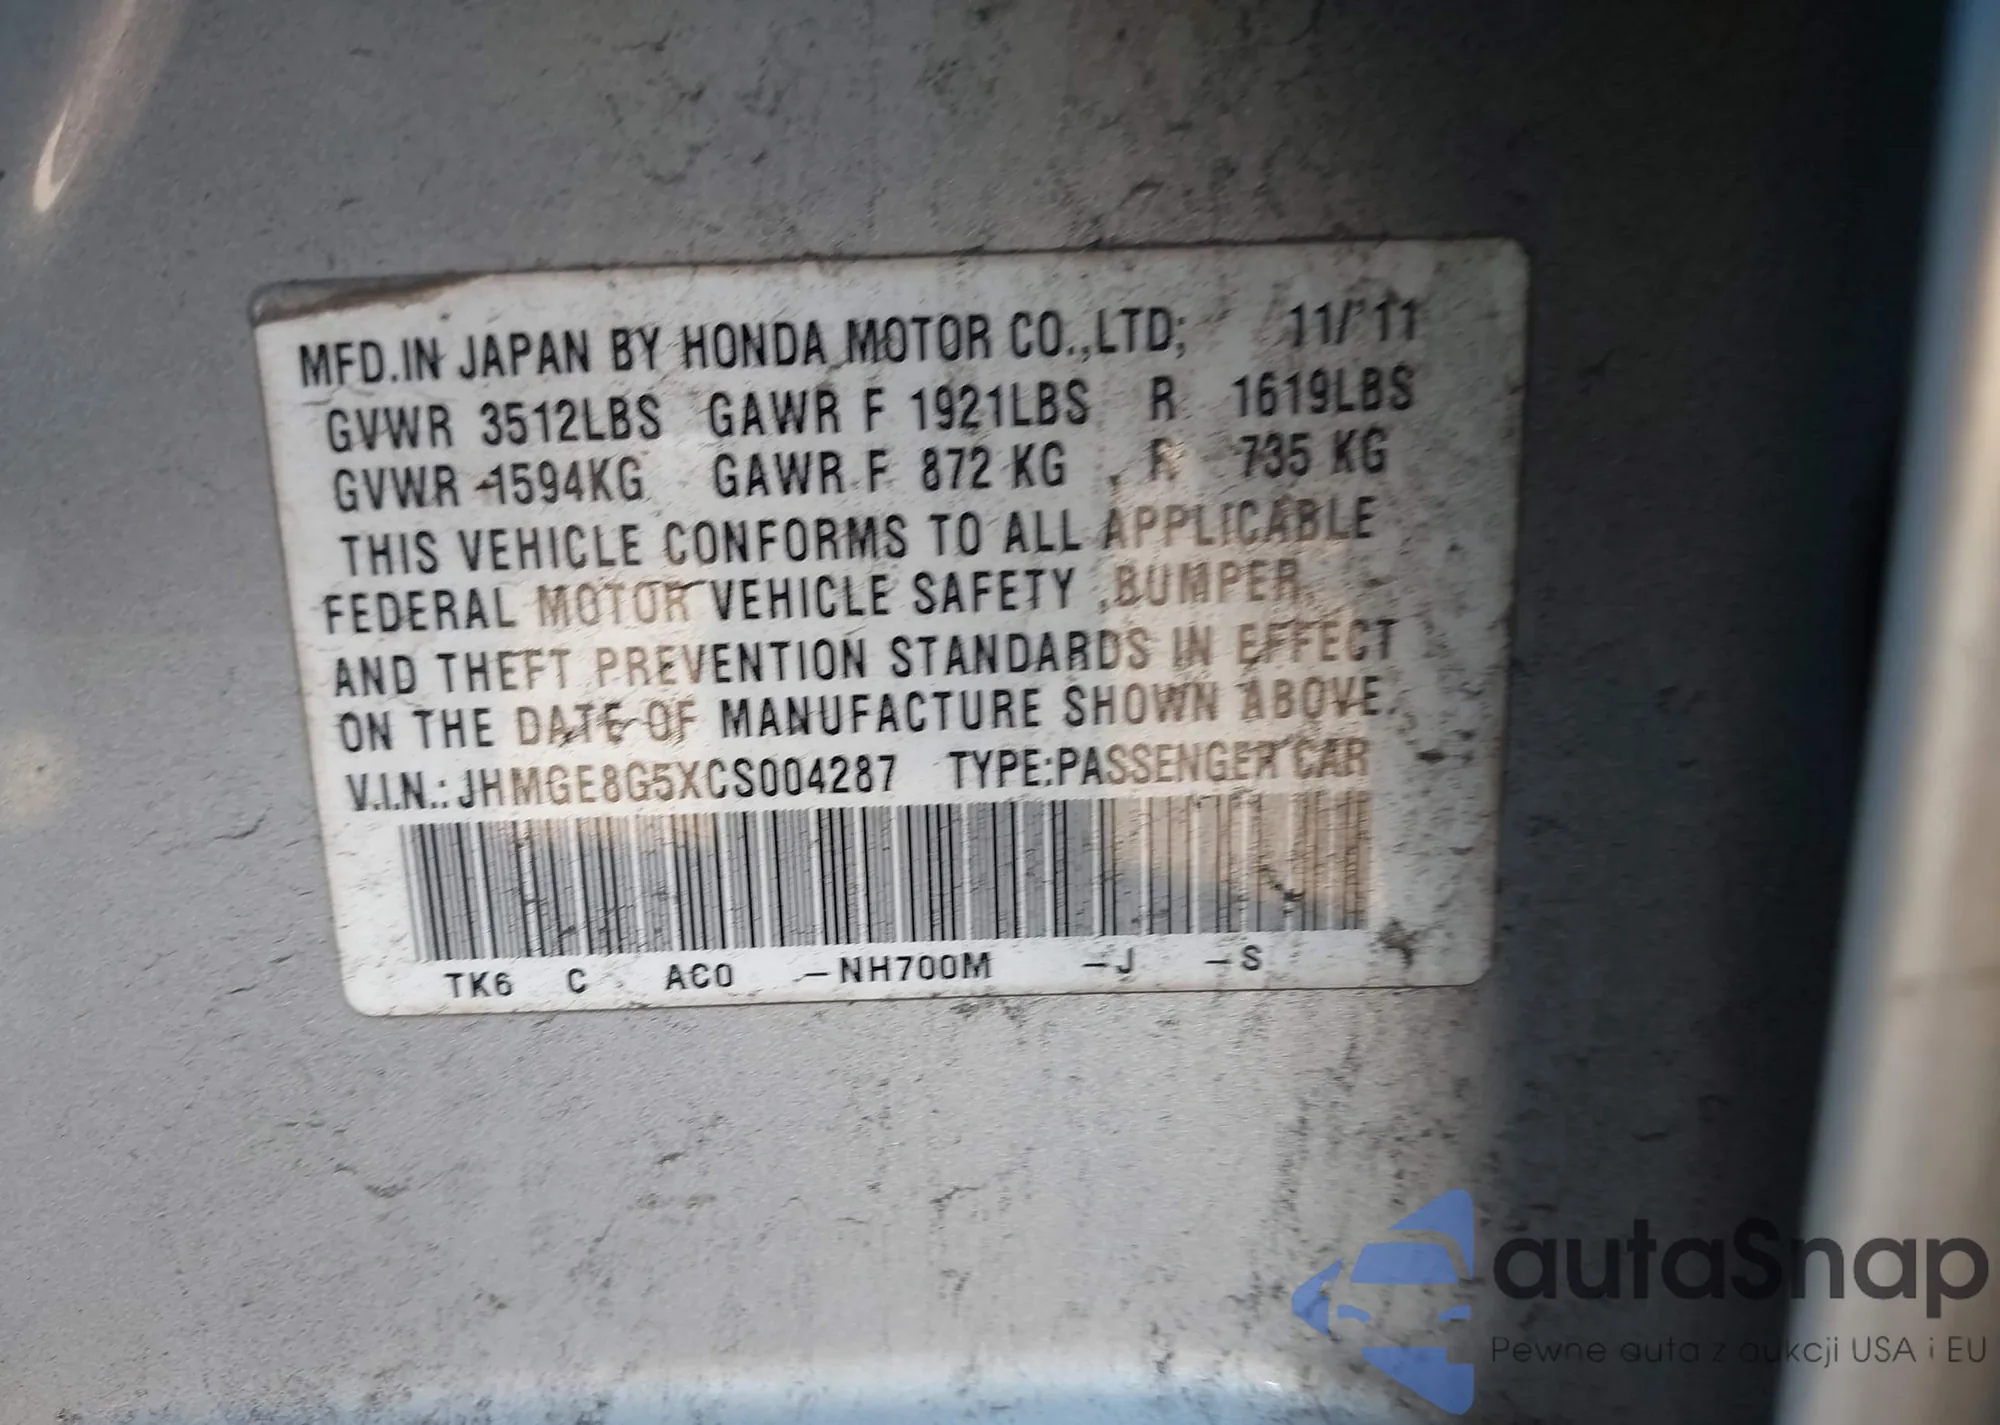 MFD.IN JAPAN BY HONDA MOTOR CO.,LTD; 11/'11
GVWR 3512LBS GAWR F 1921LBS R 1619LBS
GVWR 1594KG GAWR F 872 KG R 735 KG
THIS VEHICLE CONFORMS TO ALL APPLICABLE
FEDERAL MOTOR VEHICLE SAFETY ,BUMPER,
AND THEFT PREVENTION STANDARDS IN EFFECT
ON THE DATE OF MANUFACTURE SHOWN ABOVE.
V.I.N.: JHMGE8G5XCS004287 TYPE:PASSENGER CAR
TK6 C AC0 –NH700M –J –S
autaSnap
Pewne auta z aukcji USA i EU